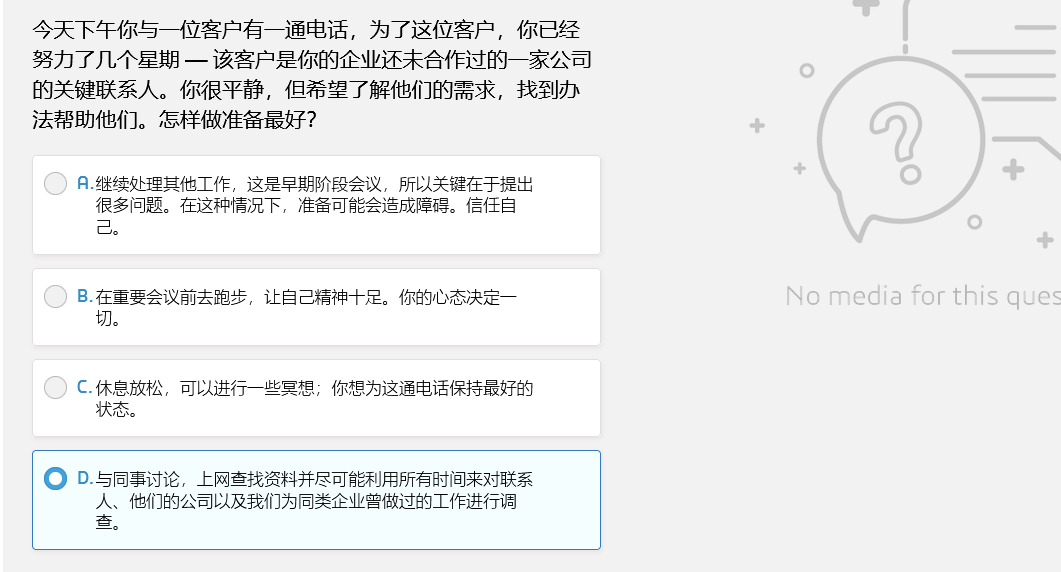 今天下午你与一位客户有一通电话，为了这位客户，你已经
努力了几个星期 — 该客户是你的企业还未合作过的一家公司
的关键联系人。你很平静，但希望了解他们的需求，找到办
法帮助他们。怎样做准备最好？
A.继续处理其他工作，这是早期阶段会议，所以关键在于提出
很多问题。在这种情况下，准备可能会造成障碍。信任自
己。
B.在重要会议前去跑步，让自己精神十足。你的心态决定一
切。
C.休息放松，可以进行一些冥想；你想为这通电话保持最好的
状态。
D.与同事讨论，上网查找资料并尽可能利用所有时间来对联系
人、他们的公司以及我们为同类企业曾做过的工作进行调
查。
No media for this ques